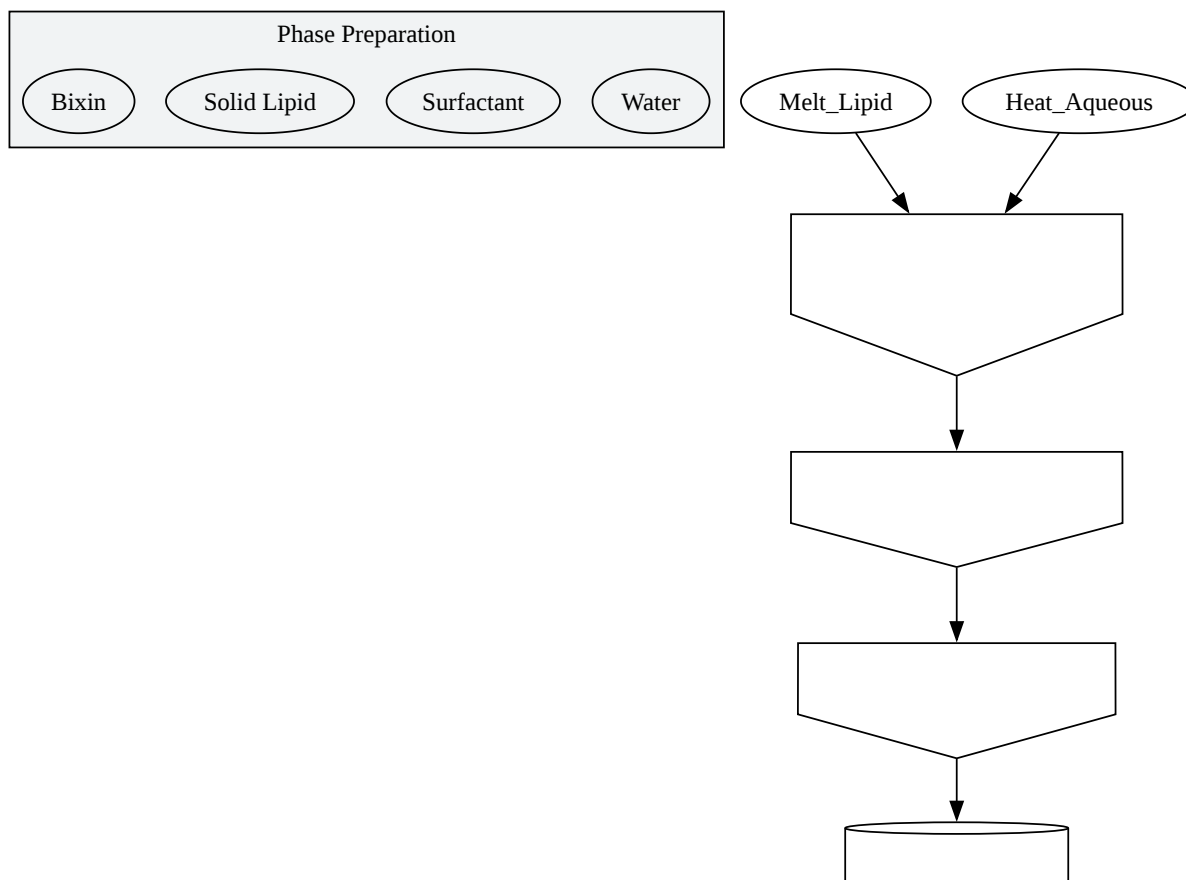 Phase Preparation
Bixin
Solid Lipid
Surfactant
Water
Melt_Lipid
Heat_Aqueous